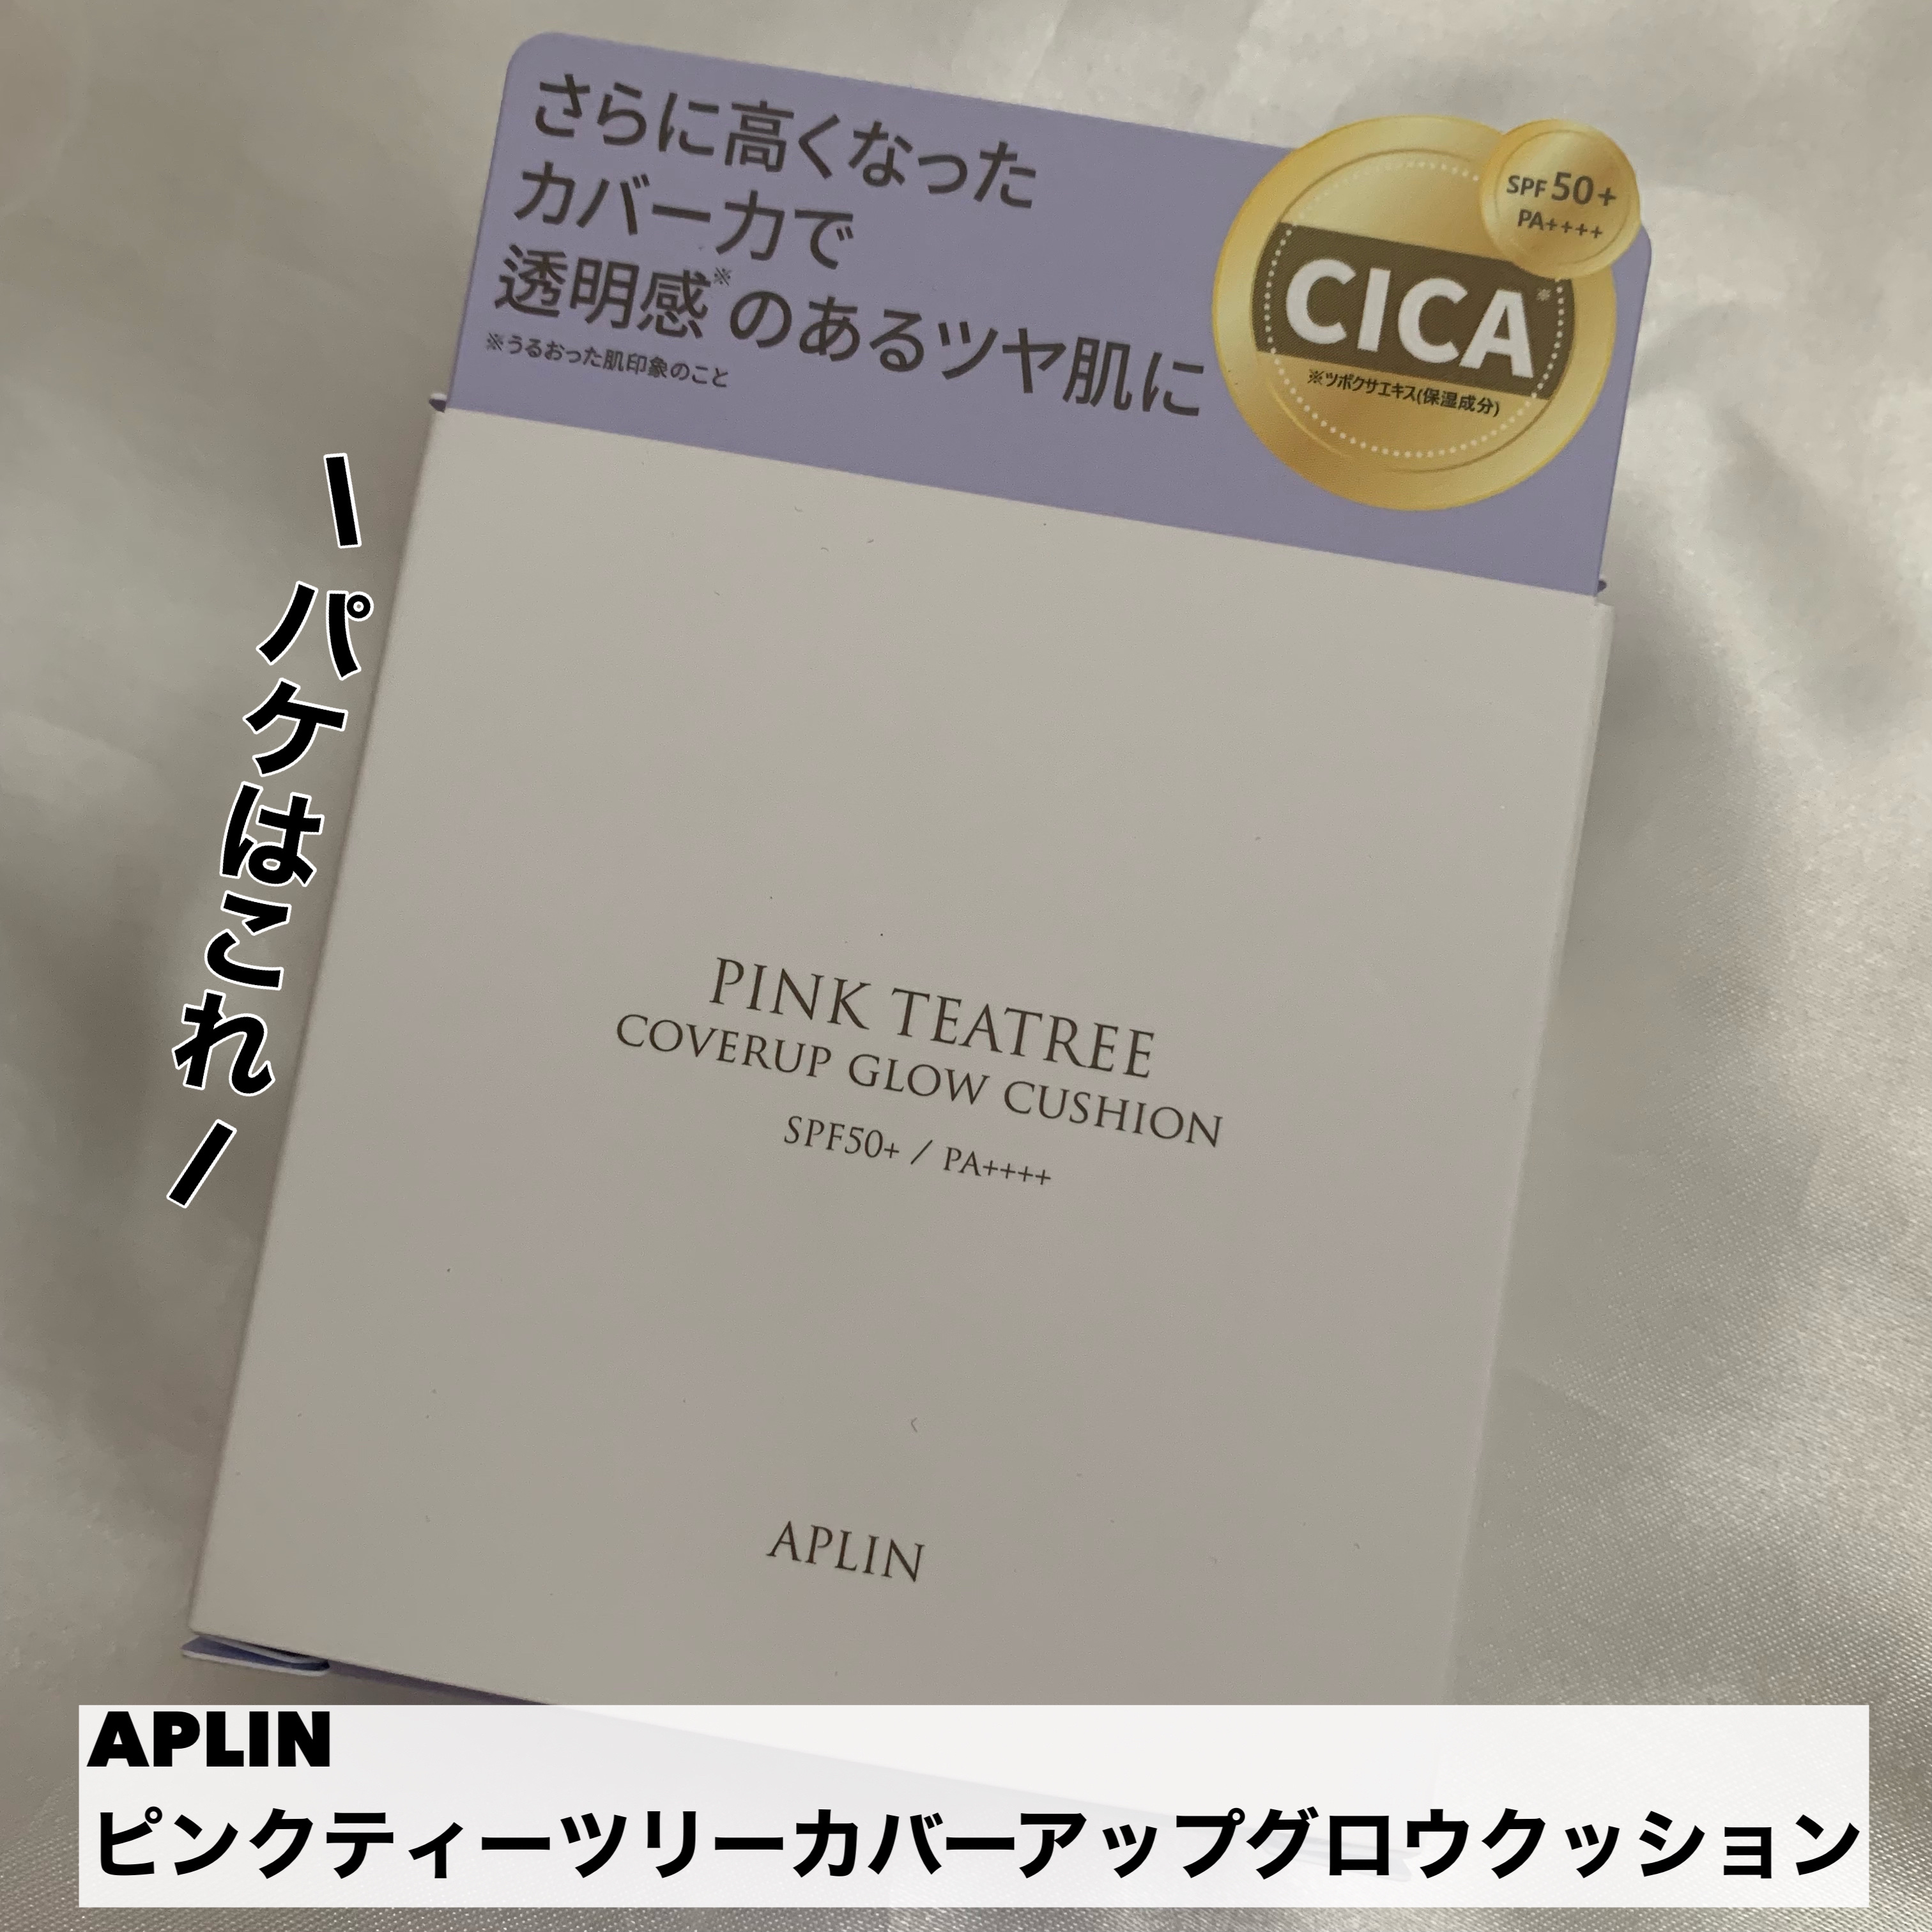 さらに高くなった
カバー力で
透明感※のあるツヤ肌に
※うるおった肌印象のこと
SPF50+
PA++++
CICA※
※ツボクサエキス(保湿成分)
ーパケはこれー
PINK TEATREE
COVERUP GLOW CUSHION
SPF50+ / PA++++
APLIN
APLIN
ピンクティーツリーカバーアップグロウクッション